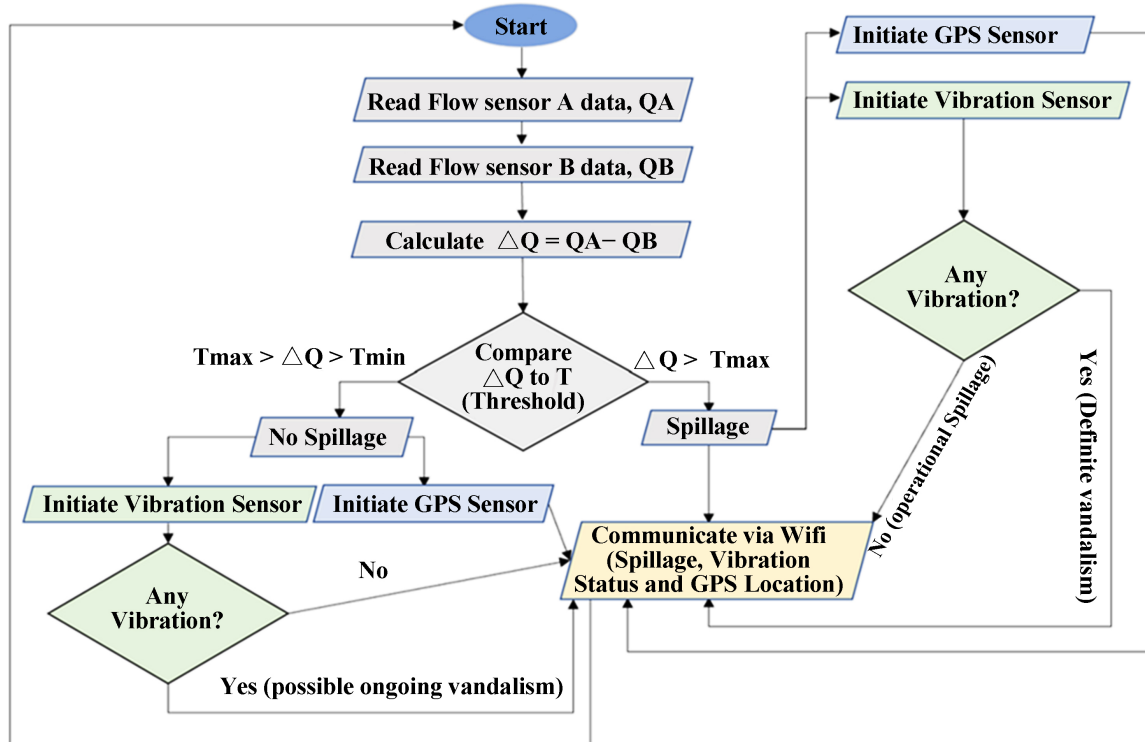 Start
Read Flow sensor A data, QA
Read Flow sensor B data, QB
Calculate △Q = QA− QB
Compare
△Q to T
(Threshold)
Tmax > △Q > Tmin
△Q > Tmax
No Spillage
Spillage
Initiate Vibration Sensor
Initiate GPS Sensor
Any
Vibration?
No
Yes (possible ongoing vandalism)
Communicate via Wifi
(Spillage, Vibration
Status and GPS Location)
Initiate GPS Sensor
Initiate Vibration Sensor
Any
Vibration?
No (operational Spillage)
Yes (Definite vandalism)